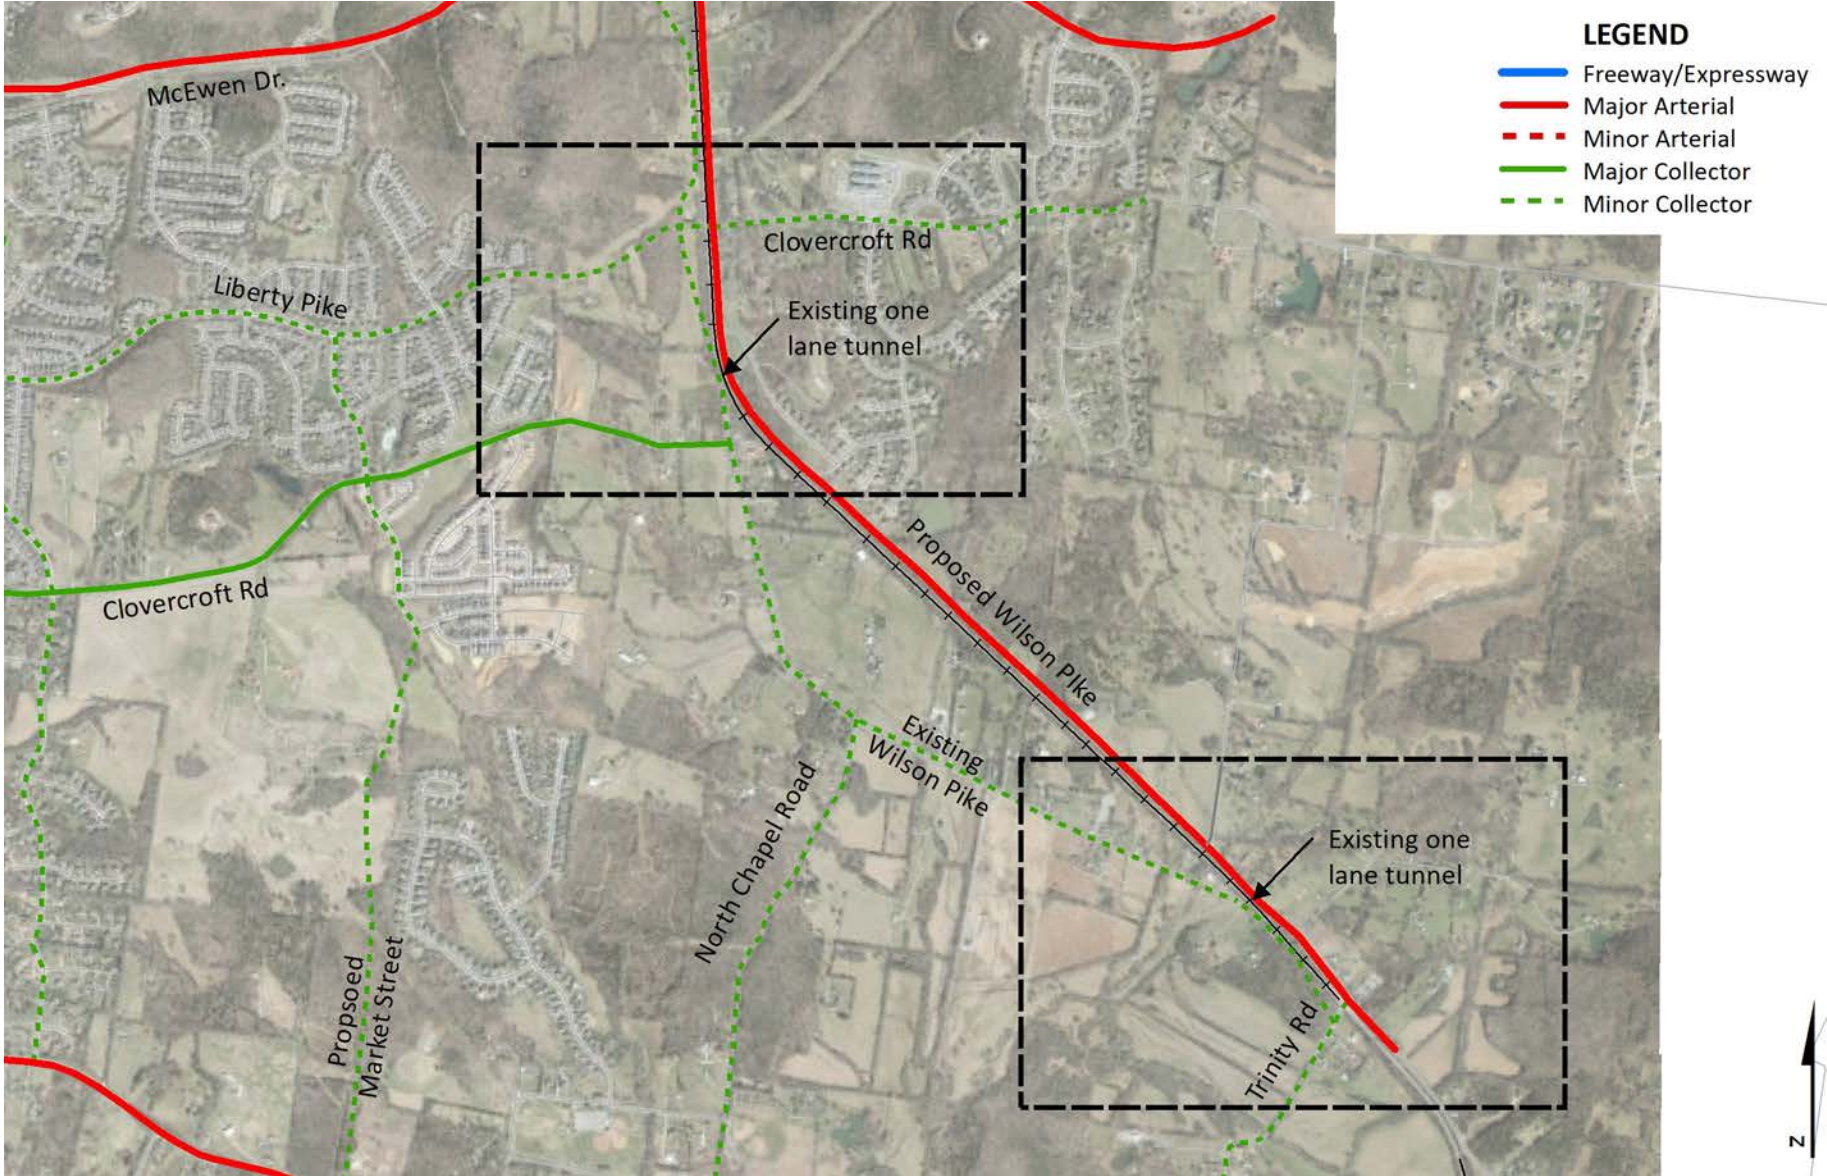 LEGEND
Freeway/Expressway
Major Arterial
Minor Arterial
Major Collector
Minor Collector
McEwen Dr.
Clovercroft Rd
Liberty Pike
Existing one
lane tunnel
Proposed Wilson PIke
Clovercroft Rd
Existing
Wilson Pike
North Chapel Road
Existing one
lane tunnel
Propsoed
Market Street
Trinity Rd
N